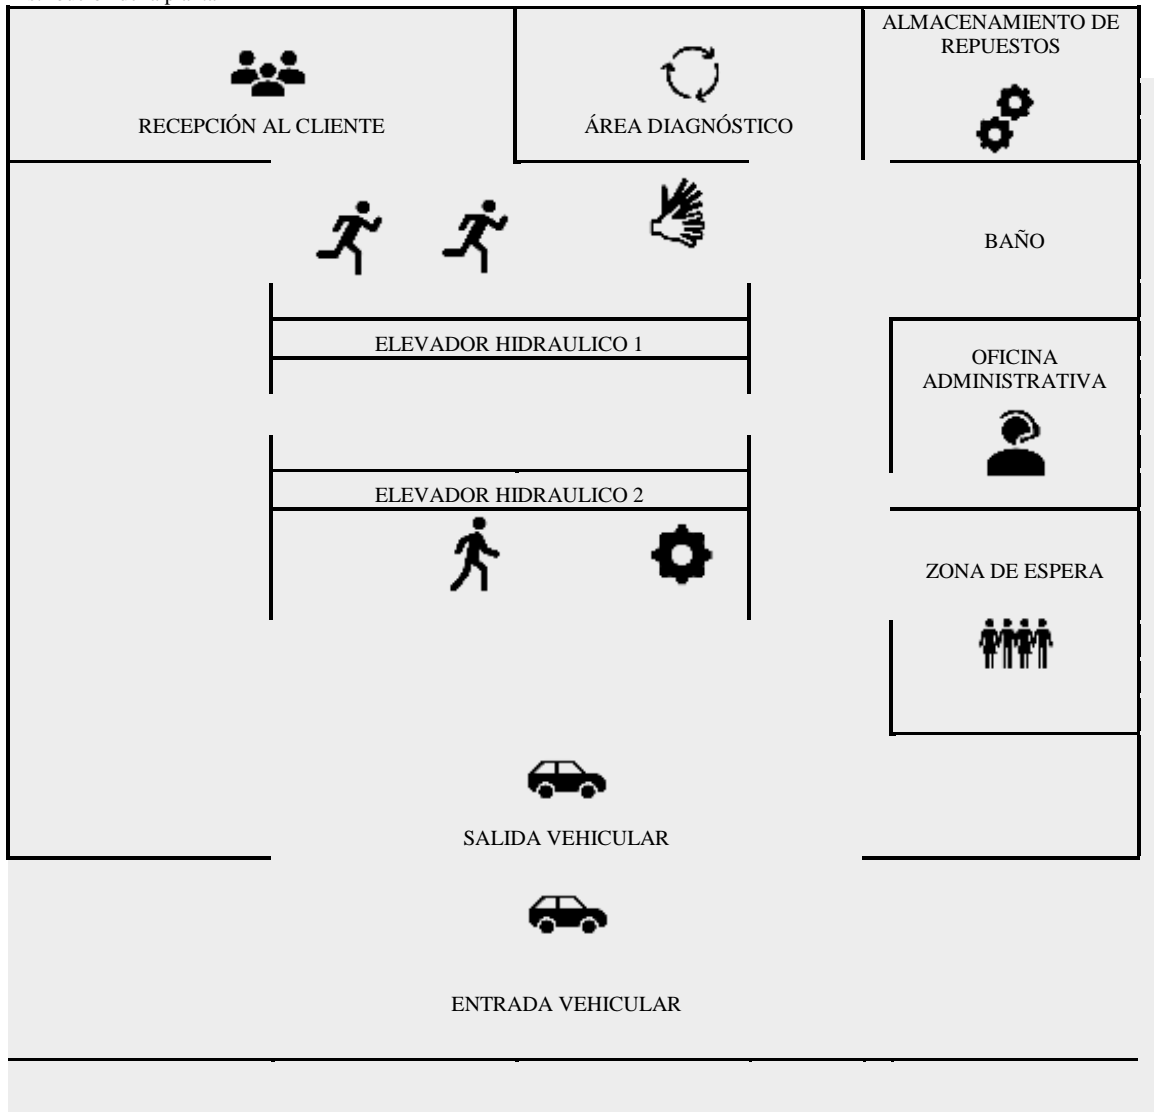 RECEPCIÓN AL CLIENTE
ÁREA DIAGNÓSTICO
ALMACENAMIENTO DE
REPUESTOS
BAÑO
ELEVADOR HIDRAULICO 1
OFICINA
ADMINISTRATIVA
ELEVADOR HIDRAULICO 2
ZONA DE ESPERA
SALIDA VEHICULAR
ENTRADA VEHICULAR